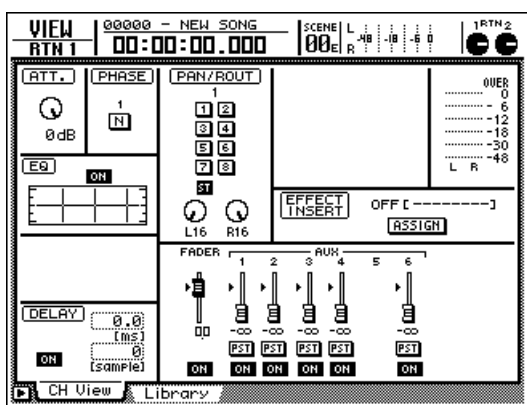 VIEW
RTN 1
00000 - NEW SONG
00:00:00.000
SCENE
00E
L
R
-48 -18 -6 0
1 RTN 2
ATT.
0dB
PHASE
1
N
PAN/ROUT
1
1 2
3 4
5 6
7 8
ST
L16 R16
OVER
0
-6
-12
-18
-30
-48
L R
EQ
ON
EFFECT
INSERT
OFF [---------]
ASSIGN
FADER
AUX
1 2 3 4 5 6
-∞ -∞ -∞ -∞ -∞
PST PST PST PST PST
ON ON ON ON ON ON
DELAY
0.0
[ms]
0
[sample]
ON
CH View
Library